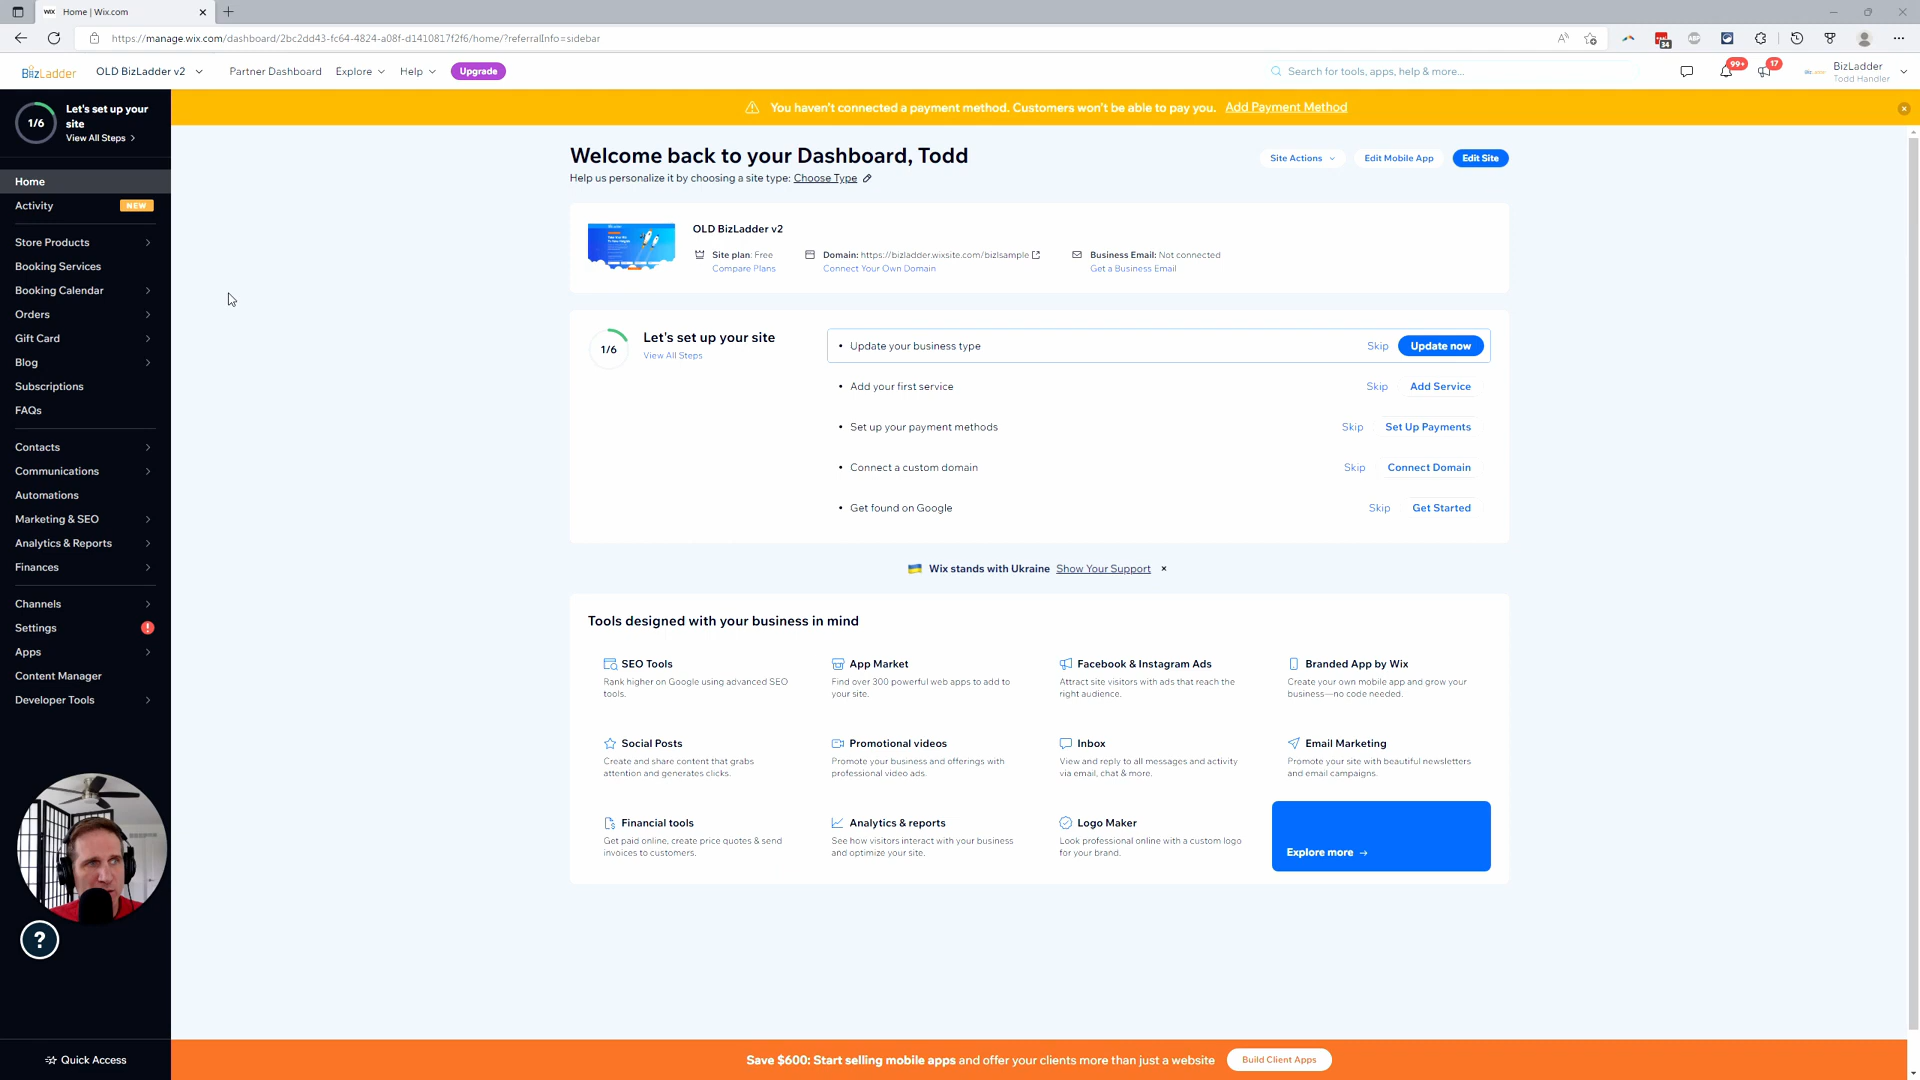 WIX Home | Wix.com
https://manage.wix.com/dashboard/2bc2dd43-fc64-4824-a08f-d1410817f2f6/home/?referralInfo=sidebar
34
BizLadder
OLD BizLadder v2
Partner Dashboard
Explore
Help
Upgrade
Search for tools, apps, help & more...
99+
17
BizLadder
Todd Handler
1/6
Let's set up your
site
View All Steps
You haven't connected a payment method. Customers won't be able to pay you. Add Payment Method
Home
Activity
NEW
Store Products
Booking Services
Booking Calendar
Orders
Gift Card
Blog
Subscriptions
FAQs
Contacts
Communications
Automations
Marketing & SEO
Analytics & Reports
Finances
Channels
Settings
!
Apps
Content Manager
Developer Tools
?
Quick Access
Welcome back to your Dashboard, Todd
Help us personalize it by choosing a site type: Choose Type
Site Actions
Edit Mobile App
Edit Site
OLD BizLadder v2
Site plan: Free
Compare Plans
Domain: https://bizladder.wixsite.com/bizlsample
Connect Your Own Domain
Business Email: Not connected
Get a Business Email
1/6
Let's set up your site
View All Steps
• Update your business type Skip Update now
• Add your first service Skip Add Service
• Set up your payment methods Skip Set Up Payments
• Connect a custom domain Skip Connect Domain
• Get found on Google Skip Get Started
Wix stands with Ukraine Show Your Support ×
Tools designed with your business in mind
SEO Tools
Rank higher on Google using advanced SEO
tools.
App Market
Find over 300 powerful web apps to add to
your site.
Facebook & Instagram Ads
Attract site visitors with ads that reach the
right audience.
Branded App by Wix
Create your own mobile app and grow your
business—no code needed.
Social Posts
Create and share content that grabs
attention and generates clicks.
Promotional videos
Promote your business and offerings with
professional video ads.
Inbox
View and reply to all messages and activity
via email, chat & more.
Email Marketing
Promote your site with beautiful newsletters
and email campaigns.
Financial tools
Get paid online, create price quotes & send
invoices to customers.
Analytics & reports
See how visitors interact with your business
and optimize your site.
Logo Maker
Look professional online with a custom logo
for your brand.
Explore more →
Save $600: Start selling mobile apps and offer your clients more than just a website
Build Client Apps